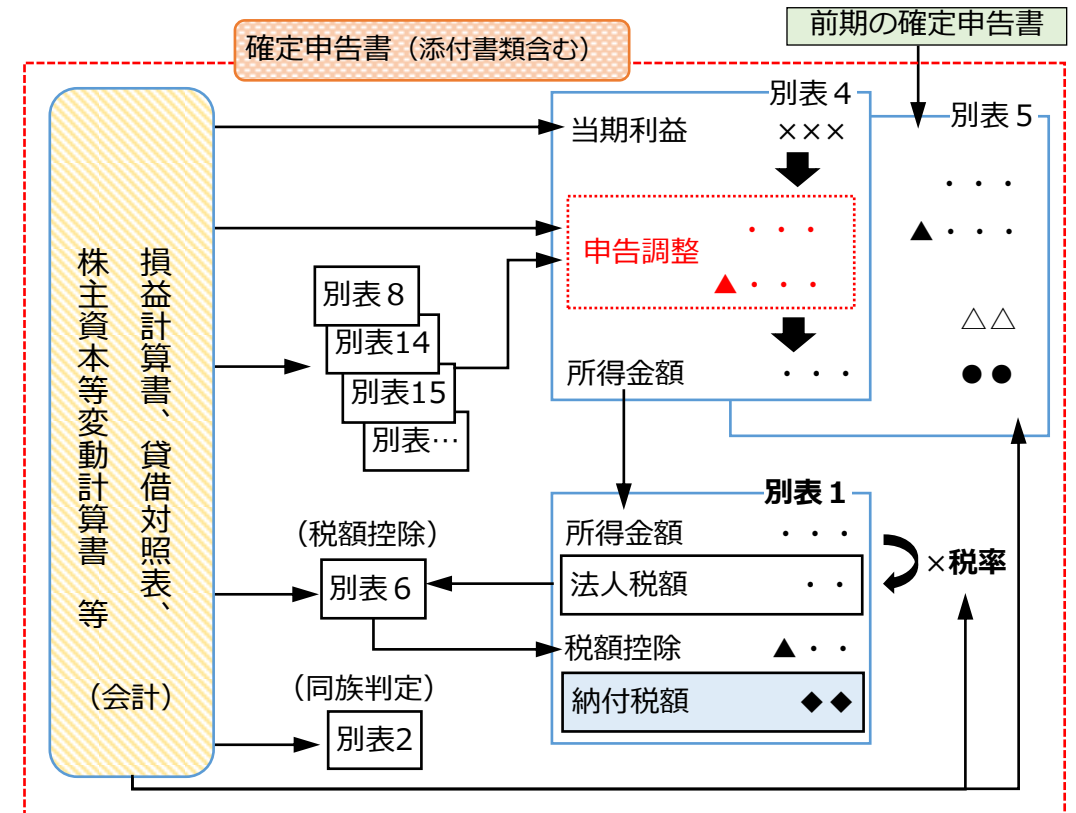 前期の確定申告書
確定申告書（添付書類含む）
損益計算書、貸借対照表、
株主資本等変動計算書　等
（会計）
別表４
当期利益　×××
申告調整　・・・
▲・・・
所得金額　・・・
別表５
・・・
▲・・・
△△
●●
別表８
別表14
別表15
別表…
（税額控除）
別表６
（同族判定）
別表2
別表１
所得金額　・・・
法人税額　・・
税額控除　▲・・
納付税額　◆◆
×税率